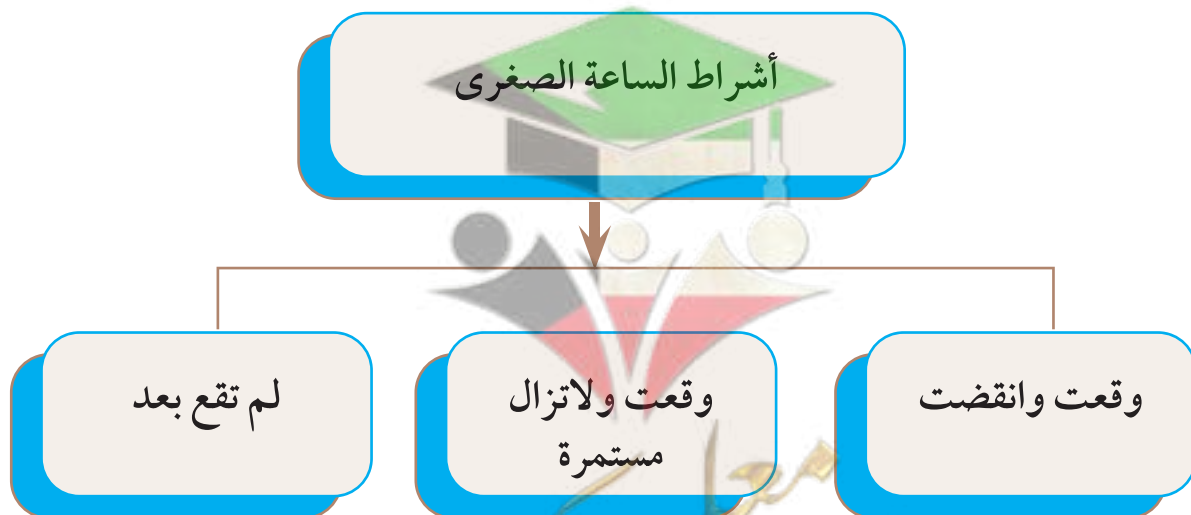 أشراط الساعة الصغرى
وقعت وانقضت
وقعت ولاتزال
مستمرة
لم تقع بعد